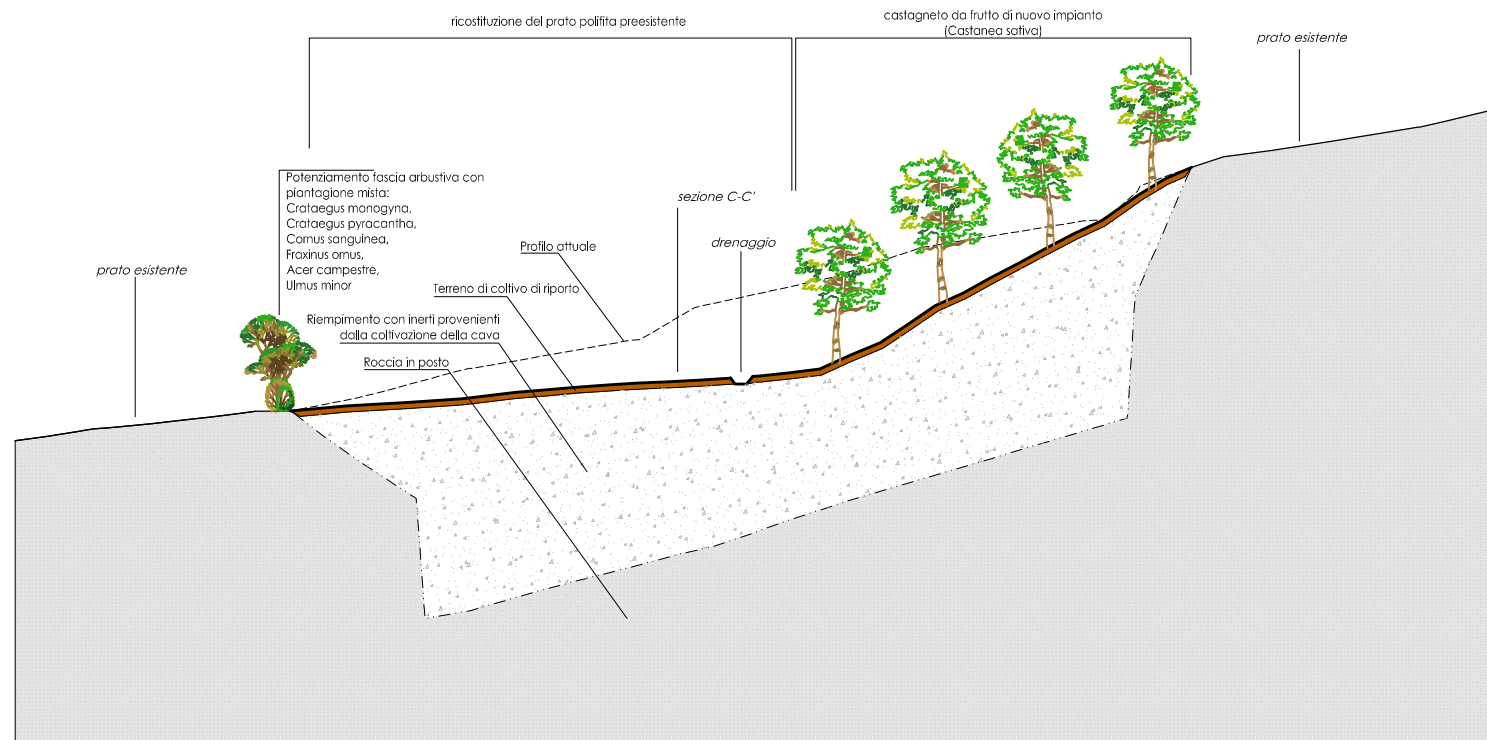 ricostituzione del prato polifita preesistente
castagneto da frutto di nuovo impianto
(Castanea sativa)
prato esistente
Potenziamento fascia arbustiva con
piantagione mista:
Crataegus monogyna,
Crataegus pyracantha,
Cornus sanguinea,
Fraxinus ornus,
Acer campestre,
Ulmus minor
sezione C-C'
drenaggio
Profilo attuale
prato esistente
Terreno di coltivo di riporto
Riempimento con inerti provenienti
dalla coltivazione della cava
Roccia in posto